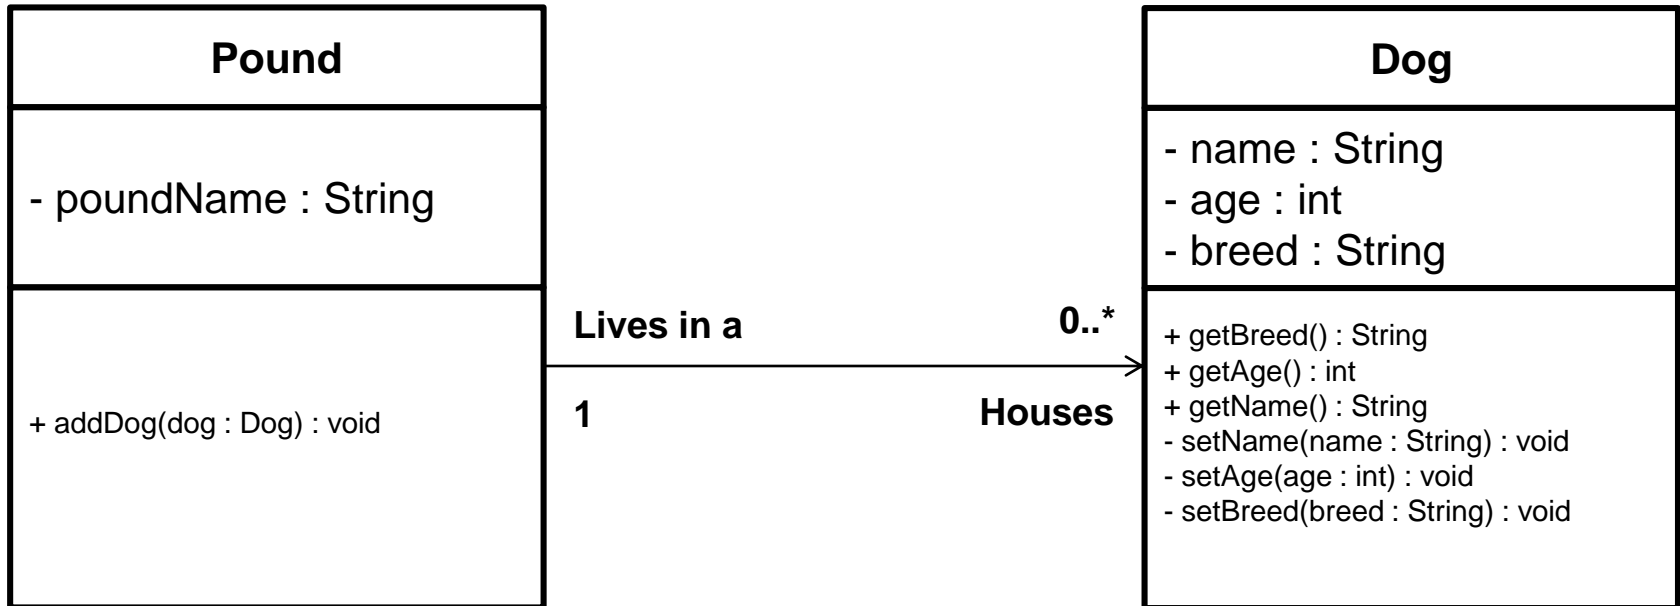 Pound
- poundName : String
+ addDog(dog : Dog) : void
Lives in a
0..*
1
Houses
Dog
- name : String
- age : int
- breed : String
+ getBreed() : String
+ getAge() : int
+ getName() : String
- setName(name : String) : void
- setAge(age : int) : void
- setBreed(breed : String) : void